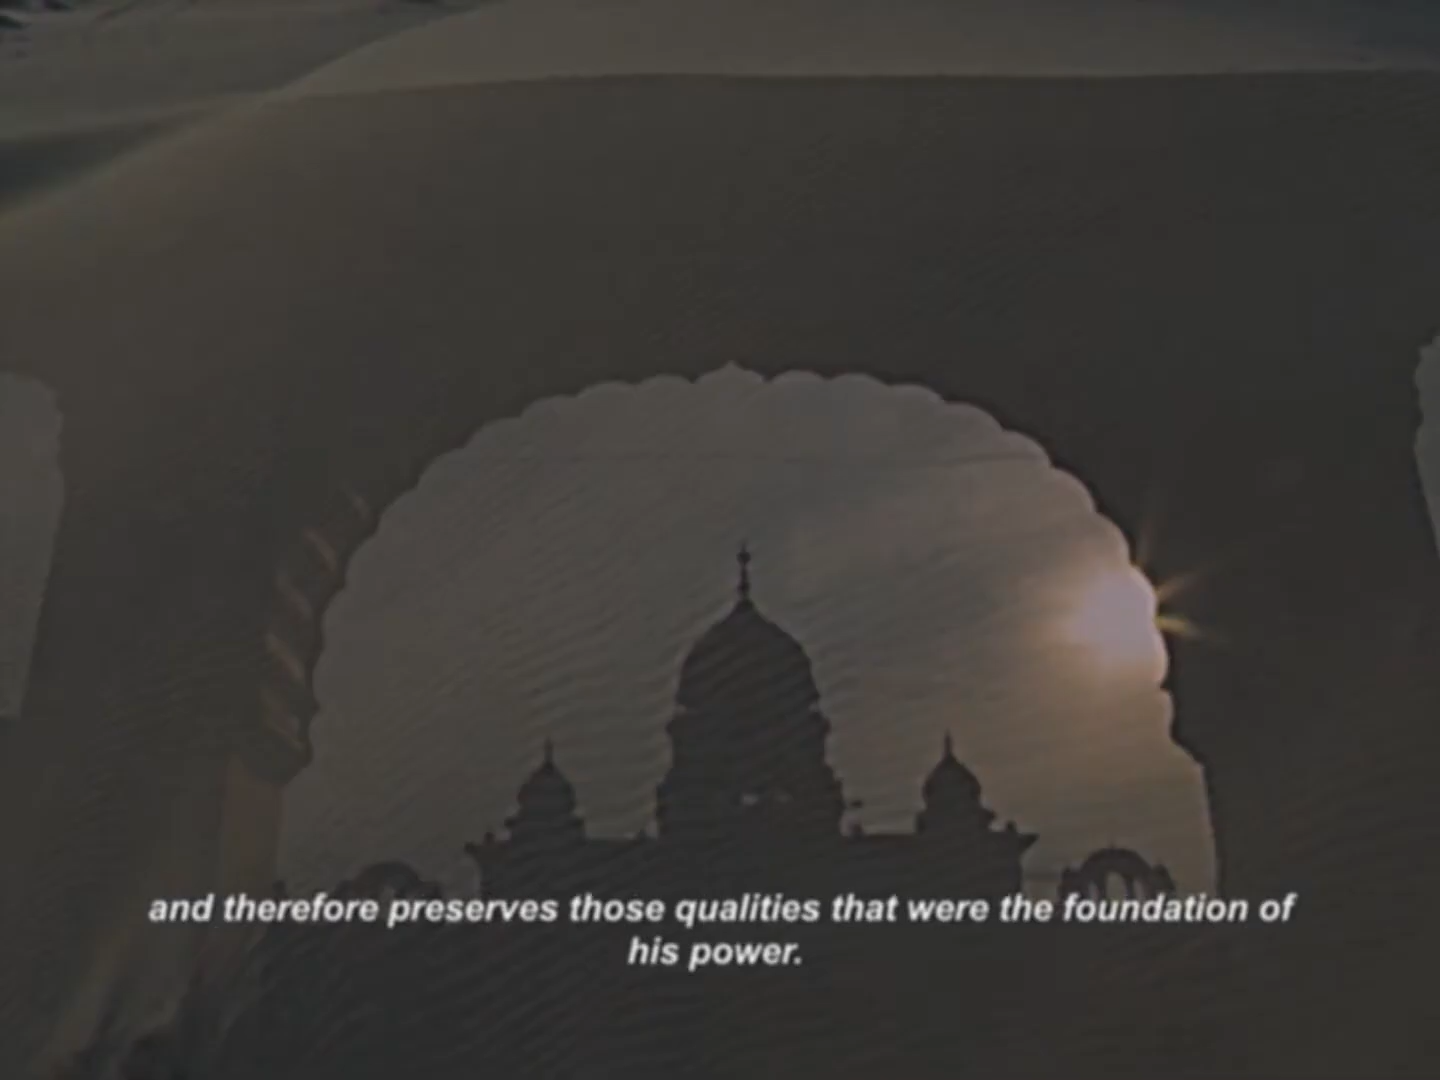 and therefore preserves those qualities that were the foundation of
his power.